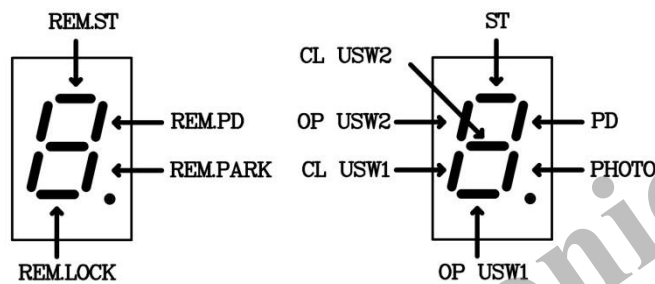 REM.ST
REM.PD
REM.PARK
REM.LOCK
ST
CL USW2
OP USW2
PD
CL USW1
PHOTO
OP USW1